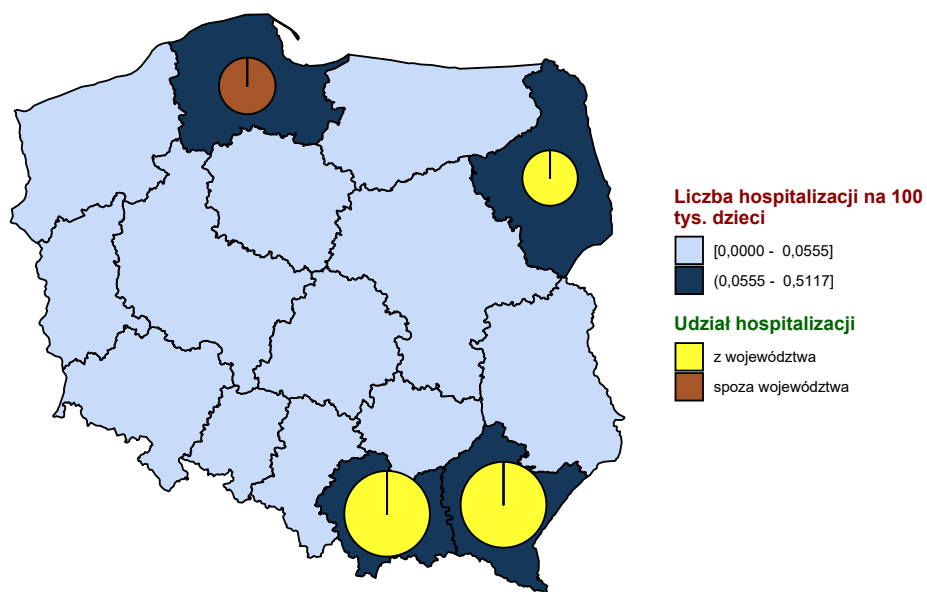 Liczba hospitalizacji na 100
tys. dzieci
[0,0000 - 0,0555]
(0,0555 - 0,5117]
Udział hospitalizacji
z województwa
spoza województwa